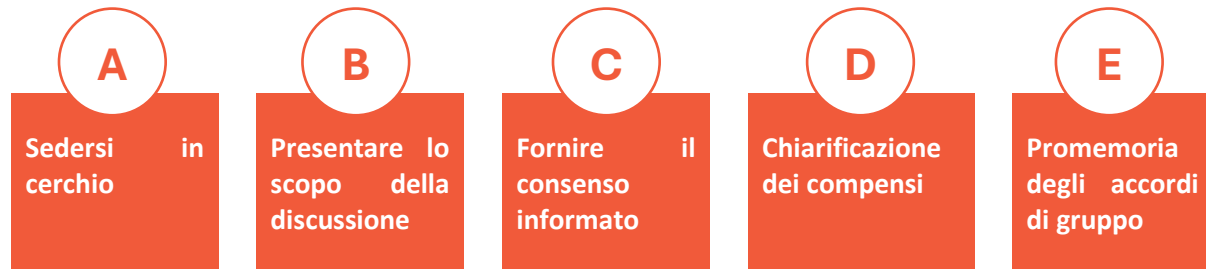 A
Sedersi in
cerchio
B
Presentare lo
scopo della
discussione
C
Fornire il
consenso
informato
D
Chiarificazione
dei compensi
E
Promemoria
degli accordi
di gruppo